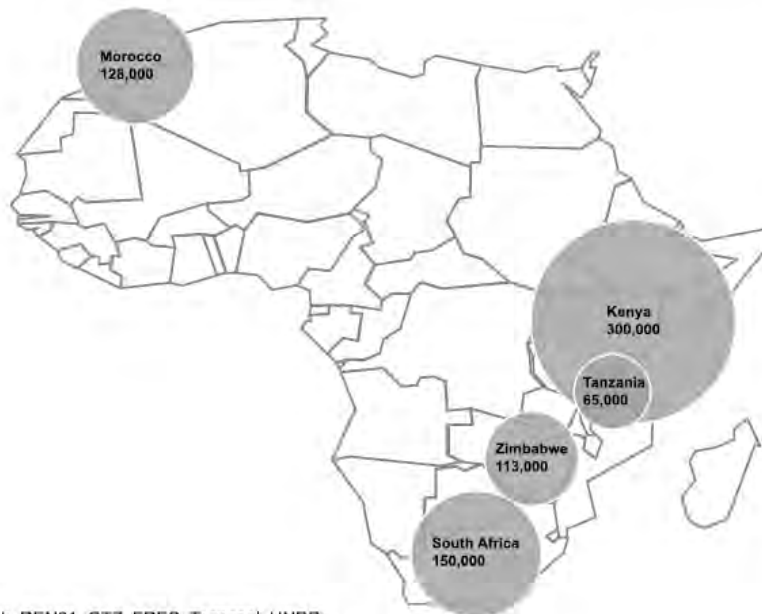 Morocco
128,000
Kenya
300,000
Tanzania
65,000
Zimbabwe
113,000
South Africa
150,000